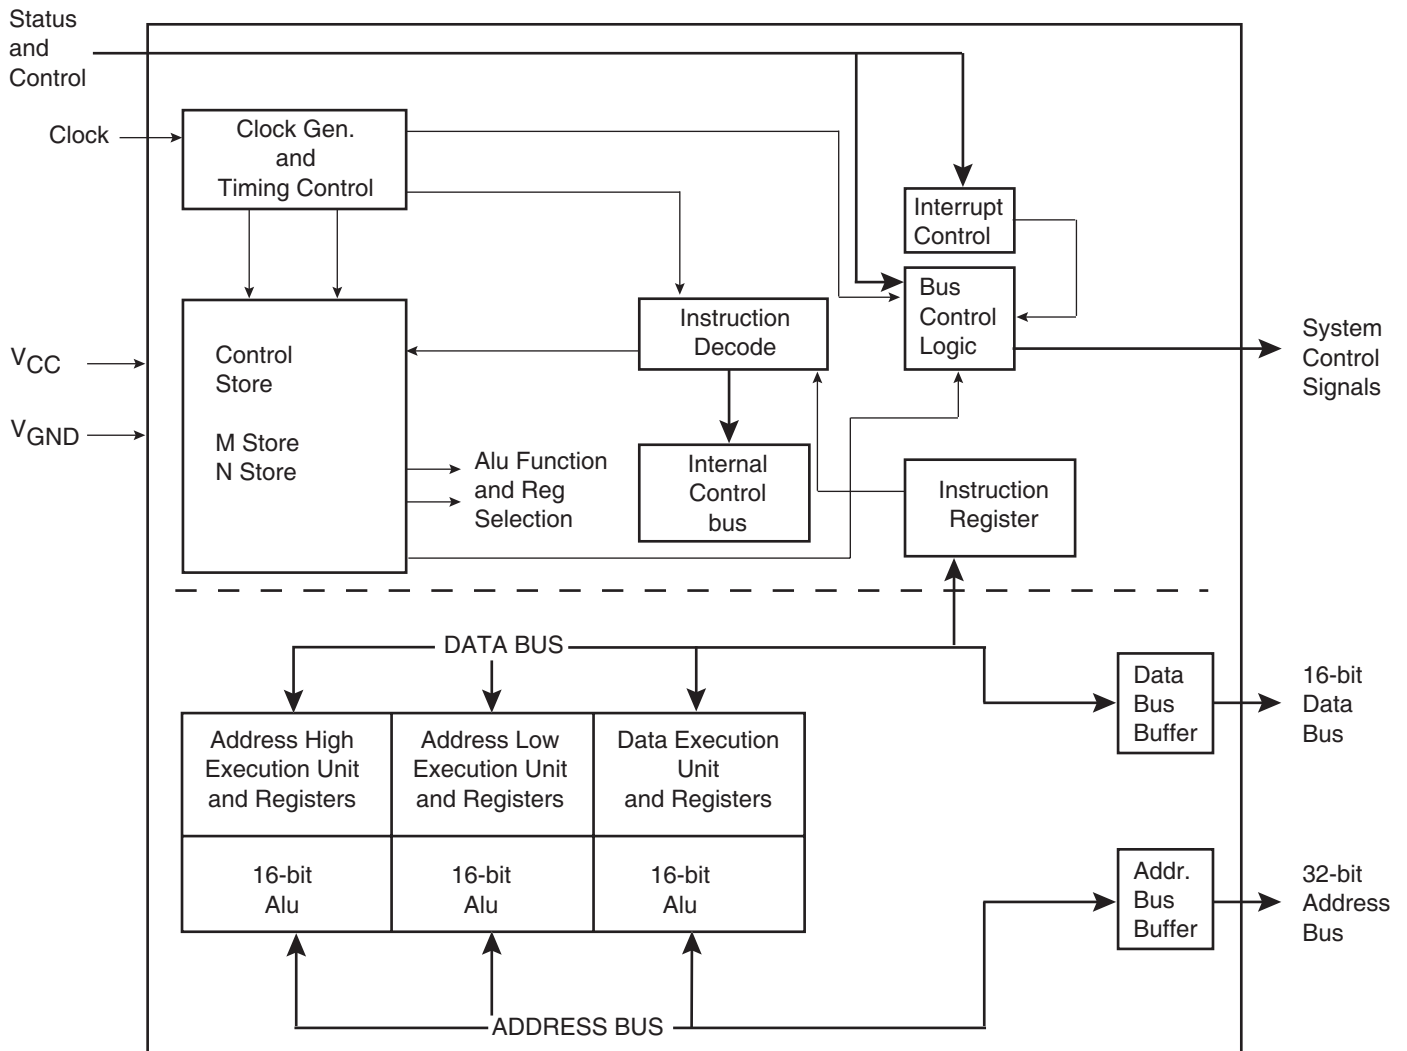 Status
and
Control
Clock
Clock Gen.
and
Timing Control
Interrupt
Control
Bus
Control
Logic
System
Control
Signals
VCC
VGND
Control
Store
M Store
N Store
Instruction
Decode
Alu Function
and Reg
Selection
Internal
Control
bus
Instruction
Register
DATA BUS
Data
Bus
Buffer
16-bit
Data
Bus
Address High
Execution Unit
and Registers
Address Low
Execution Unit
and Registers
Data Execution
Unit
and Registers
16-bit
Alu
16-bit
Alu
16-bit
Alu
Addr.
Bus
Buffer
32-bit
Address
Bus
ADDRESS BUS